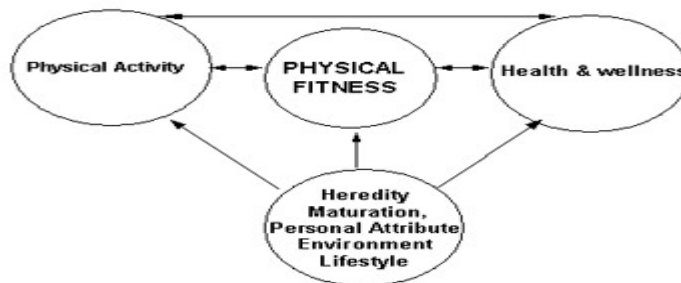 Physical Activity
PHYSICAL
FITNESS
Health & wellness
Heredity
Maturation,
Personal Attribute
Environment
Lifestyle